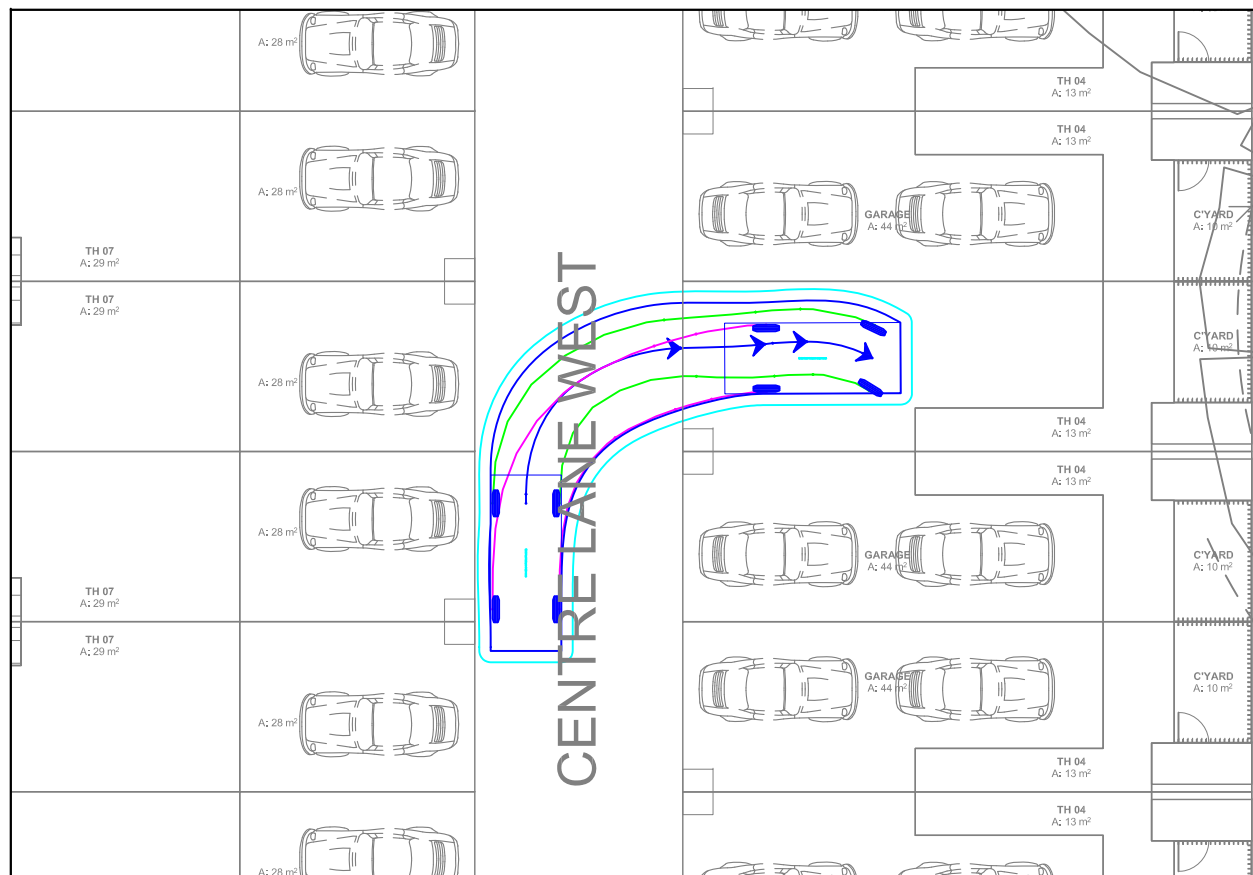 A: 28 m²
TH 04
A: 13 m²
TH 04
A: 13 m²
A: 28 m²
GARAGE
A: 44 m²
C'YARD
A: 10 m²
TH 07
A: 29 m²
TH 07
A: 29 m²
C'YARD
A: 10 m²
A: 28 m²
CENTRE LANE WEST
TH 04
A: 13 m²
TH 04
A: 13 m²
A: 28 m²
GARAGE
A: 44 m²
C'YARD
A: 10 m²
TH 07
A: 29 m²
TH 07
A: 29 m²
GARAGE
A: 44 m²
C'YARD
A: 10 m²
A: 28 m²
TH 04
A: 13 m²
TH 04
A: 13 m²
A: 28 m²